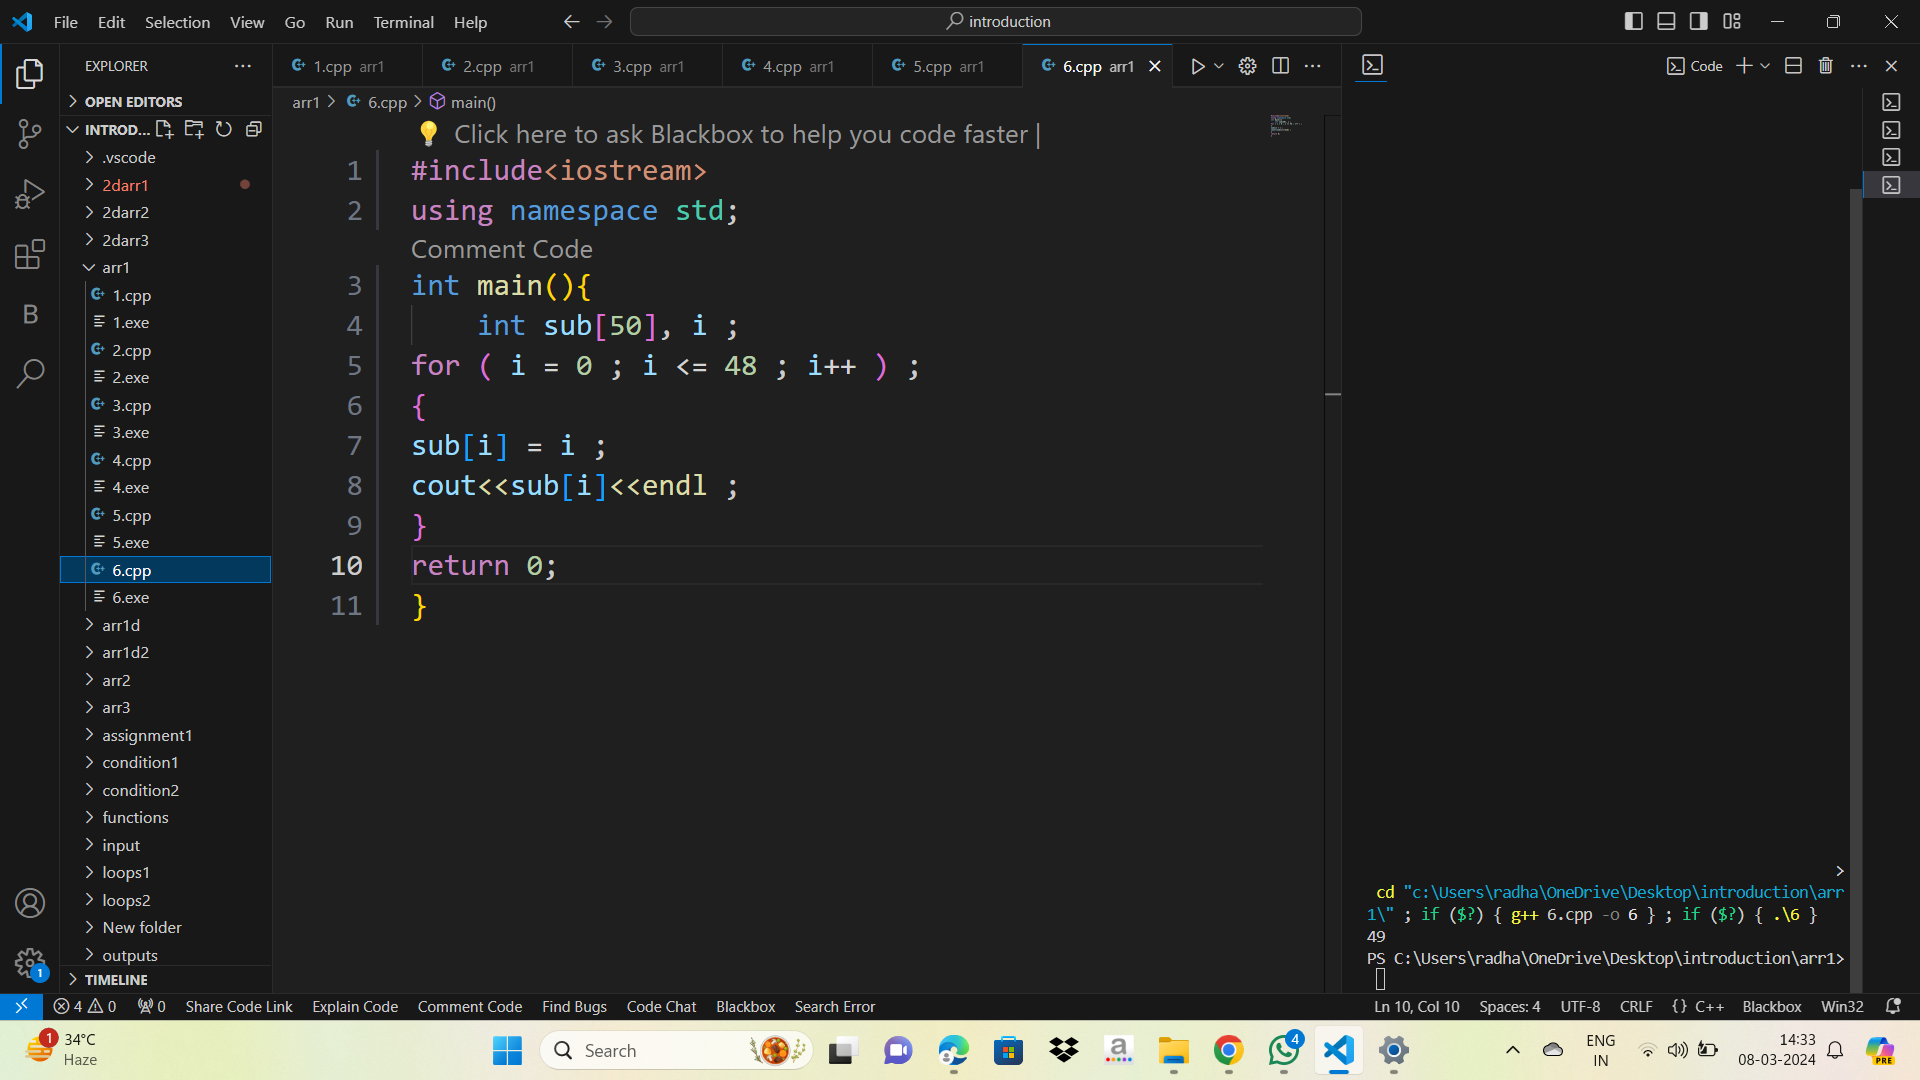 File Edit Selection View Go Run Terminal Help
introduction
EXPLORER
OPEN EDITORS
INTROD...
.vscode
2darr1
2darr2
2darr3
arr1
1.cpp
1.exe
2.cpp
2.exe
3.cpp
3.exe
4.cpp
4.exe
5.cpp
5.exe
6.cpp
6.exe
arr1d
arr1d2
arr2
arr3
assignment1
condition1
condition2
functions
input
loops1
loops2
New folder
outputs
TIMELINE
B
1
1.cpp arr1 2.cpp arr1 3.cpp arr1 4.cpp arr1 5.cpp arr1 6.cpp arr1
arr1 > 6.cpp > main()
Click here to ask Blackbox to help you code faster |
1 #include<iostream>
2 using namespace std;
Comment Code
3 int main(){
4 int sub[50], i ;
5 for ( i = 0 ; i <= 48 ; i++ ) ;
6 {
7 sub[i] = i ;
8 cout<<sub[i]<<endl ;
9 }
10 return 0;
11 }
Code
>
cd "c:\Users\radha\OneDrive\Desktop\introduction\arr
1\" ; if ($?) { g++ 6.cpp -o 6 } ; if ($?) { .\6 }
49
PS C:\Users\radha\OneDrive\Desktop\introduction\arr1>
4 0 0 Share Code Link Explain Code Comment Code Find Bugs Code Chat Blackbox Search Error Ln 10, Col 10 Spaces: 4 UTF-8 CRLF {} C++ Blackbox Win32
1
34°C
Haze
Search
a
4
ENG
IN
14:33
08-03-2024
PRE